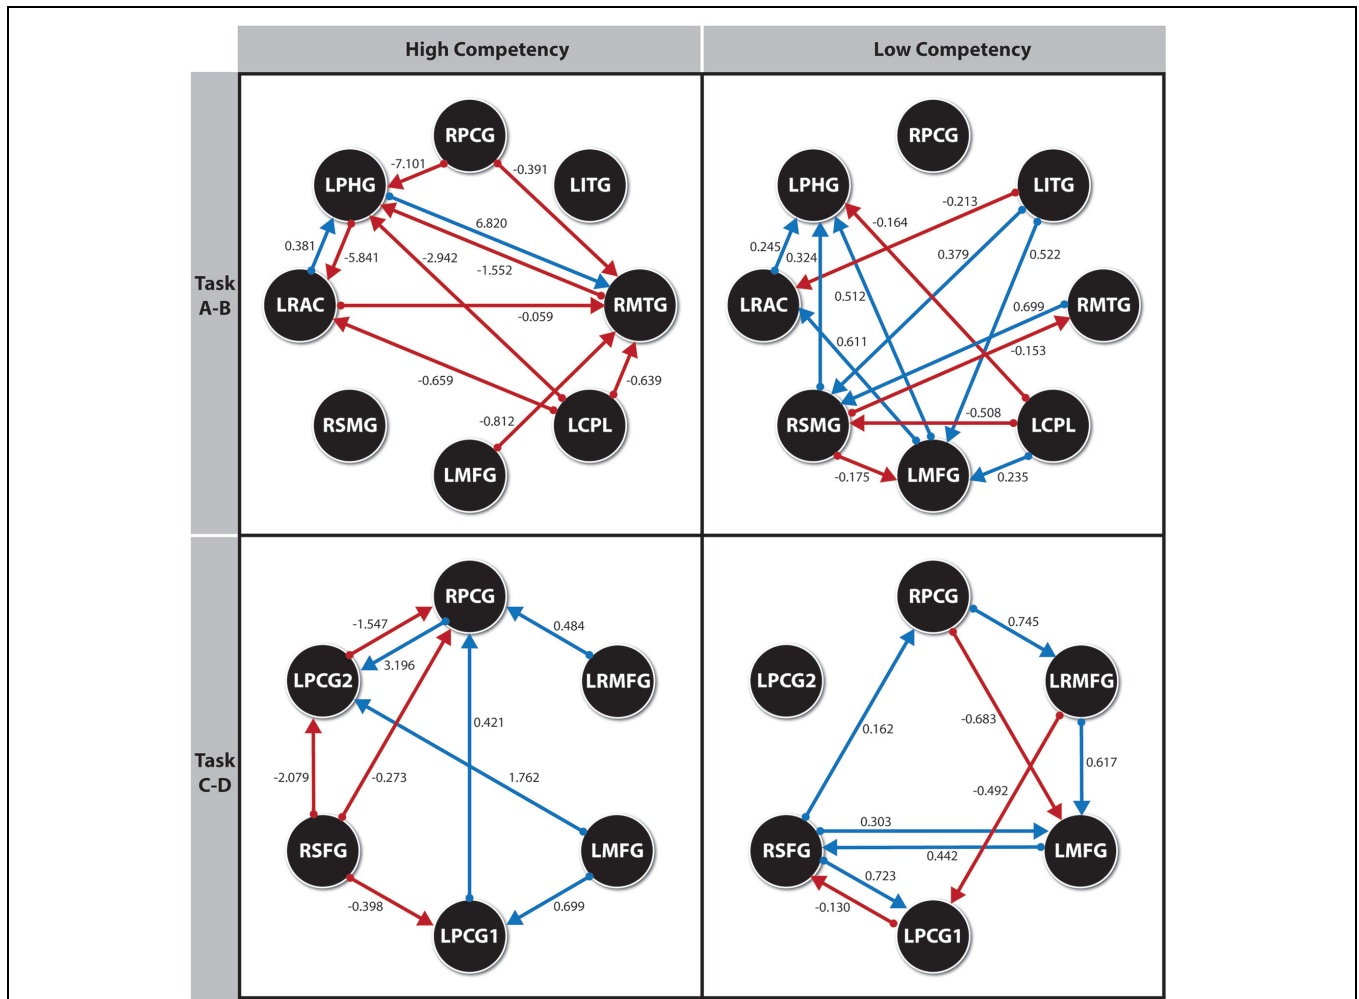 High Competency
Low Competency
Task
A-B
RPCG
LPHG
LITG
-7.101
-0.391
6.820
0.381
-5.841
-2.942
-1.552
LRAC
RMTG
-0.059
-0.659
-0.639
-0.812
RSMG
LCPL
LMFG
RPCG
LPHG
LITG
-0.213
-0.164
0.245
0.324
0.379
0.522
0.512
LRAC
RMTG
0.699
0.611
-0.153
-0.508
RSMG
LCPL
-0.175
LMFG
0.235
Task
C-D
RPCG
-1.547
0.484
3.196
LPCG2
LRMFG
0.421
-2.079
-0.273
1.762
RSFG
LMFG
-0.398
0.699
LPCG1
RPCG
0.745
LPCG2
LRMFG
-0.683
0.162
0.617
-0.492
0.303
RSFG
LMFG
0.442
0.723
-0.130
LPCG1